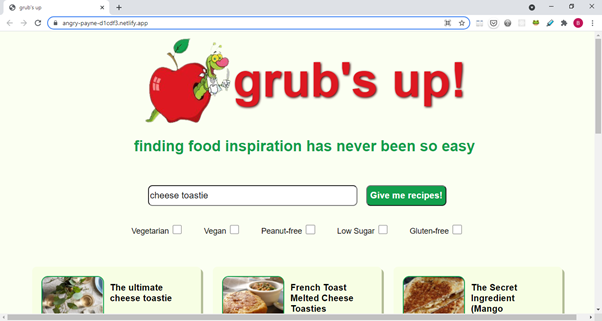 grub's up!
angry-payne-d1cdf3.netlify.app
B
grub's up!
finding food inspiration has never been so easy
cheese toastie
Give me recipes!
Vegetarian Vegan Peanut-free Low Sugar Gluten-free
The ultimate
cheese toastie
French Toast
Melted Cheese
Toasties
The Secret
Ingredient
(Mango